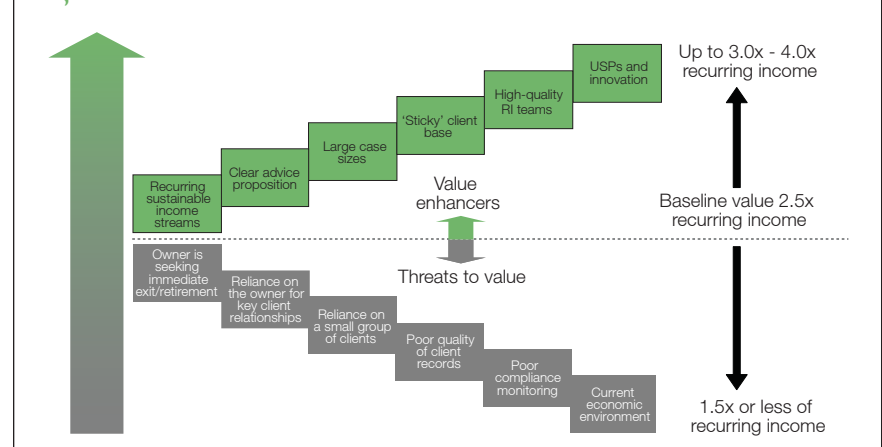 USPs and
innovation
Up to 3.0x - 4.0x
recurring income
High-quality
RI teams
‘Sticky’ client
base
Large case
sizes
Clear advice
proposition
Recurring
sustainable
income
streams
Value
enhancers
Baseline value 2.5x
recurring income
Threats to value
Owner is
seeking
immediate
exit/retirement
Reliance on
the owner for
key client
relationships
Reliance on
a small group
of clients
Poor quality
of client
records
Poor
compliance
monitoring
Current
economic
environment
1.5x or less of
recurring income